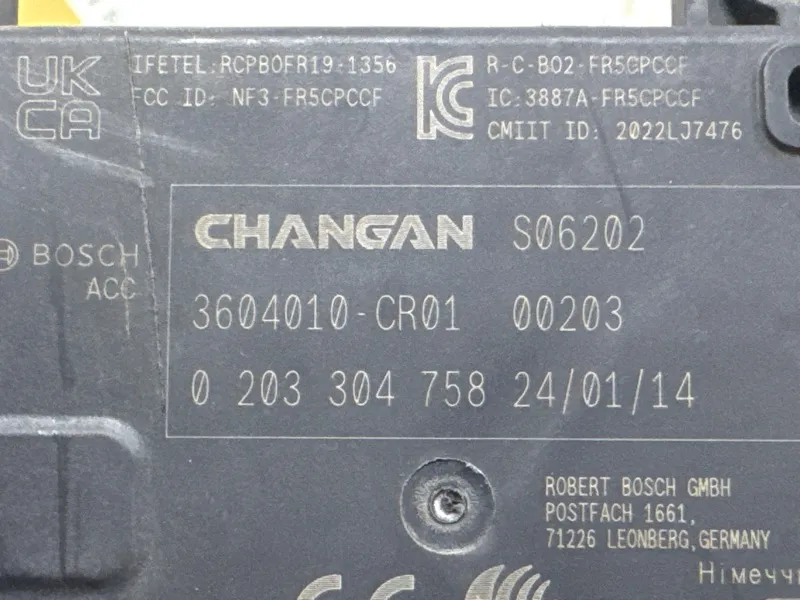 UK
CA
IFETEL: RCPBOFR19-1356
FCC ID: NF3-FR5CPCCF
R-C-BO2-FR5CPCCF
IC:3887A-FR5CPCCF
CMIIT ID: 2022LJ7476
CHANGAN S06202
BOSCH
ACC
3604010-CR01 00203
0 203 304 758 24/01/14
ROBERT BOSCH GMBH
POSTFACH 1661,
71226 LEONBERG,GERMANY